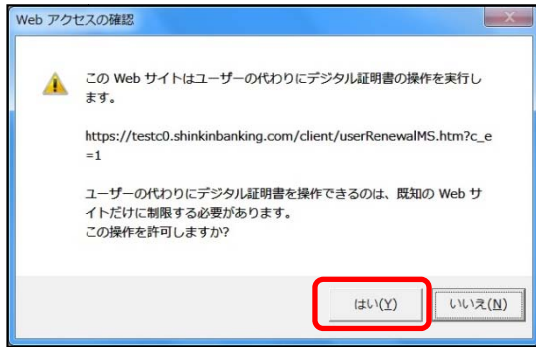 Web アクセスの確認
この Web サイトはユーザーの代わりにデジタル証明書の操作を実行し
ます。
https://testc0.shinkinbanking.com/client/userRenewalMS.htm?c_e
=1
ユーザーの代わりにデジタル証明書を操作できるのは、既知の Web サ
イトだけに制限する必要があります。
この操作を許可しますか?
はい(Y) いいえ(N)